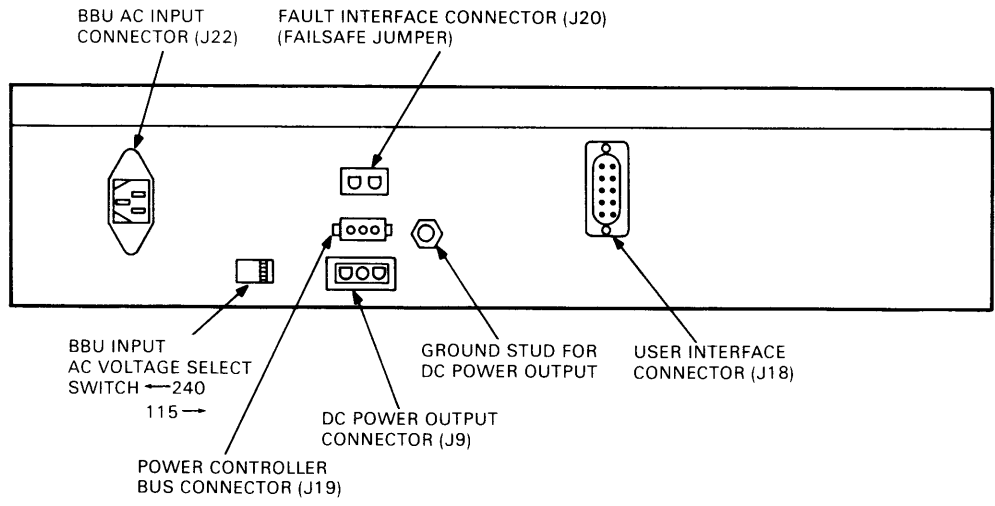 BBU AC INPUT
CONNECTOR (J22)
FAULT INTERFACE CONNECTOR (J20)
(FAILSAFE JUMPER)
BBU INPUT
AC VOLTAGE SELECT
SWITCH ←240
115→
GROUND STUD FOR
DC POWER OUTPUT
USER INTERFACE
CONNECTOR (J18)
DC POWER OUTPUT
CONNECTOR (J9)
POWER CONTROLLER
BUS CONNECTOR (J19)